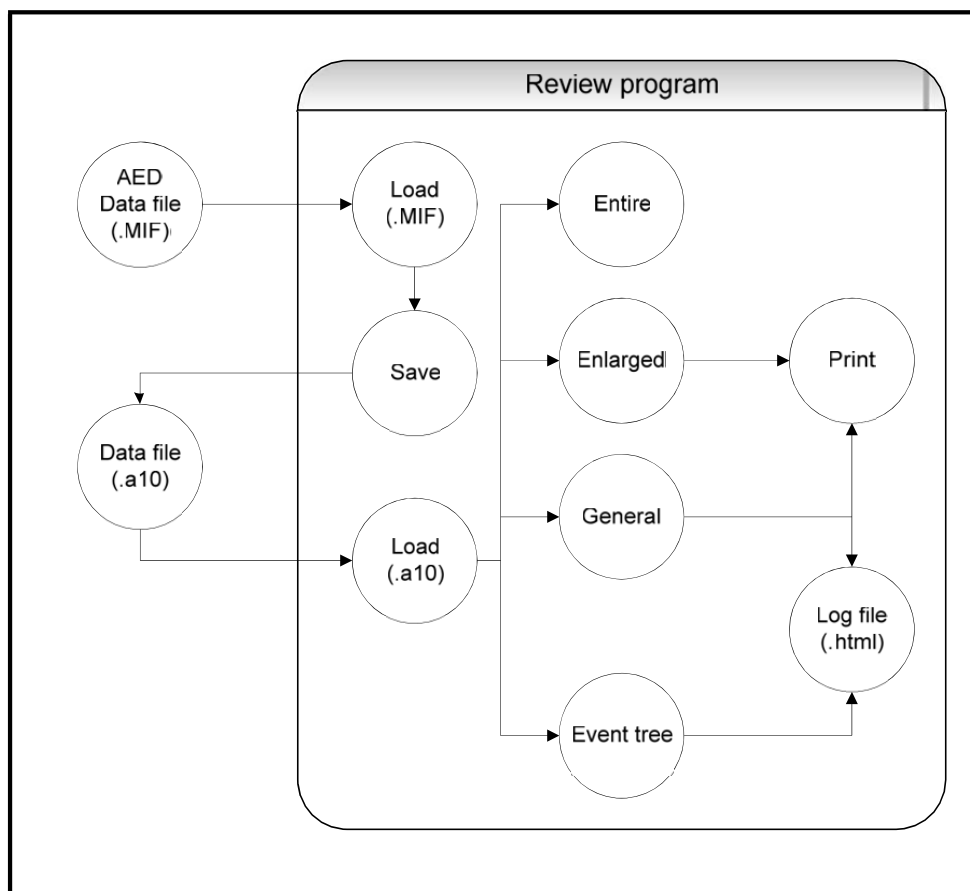 Review program
AED
Data file
(.MIF)
Load
(.MIF)
Entire
Save
Enlarged
Print
Data file
(.a10)
General
Load
(.a10)
Log file
(.html)
Event tree